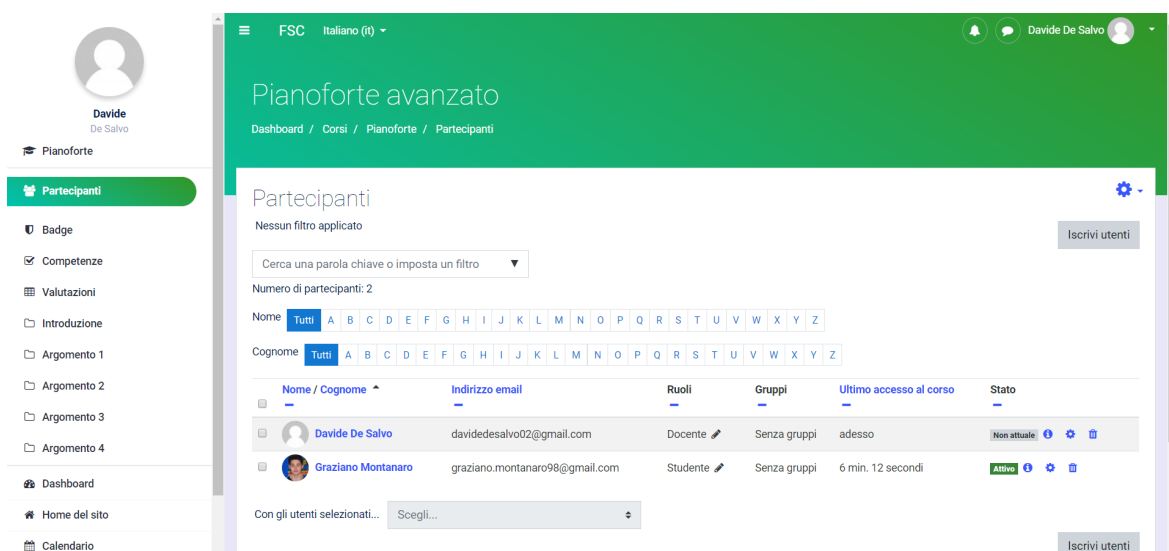 Davide
De Salvo
Pianoforte
Partecipanti
Badge
Competenze
Valutazioni
Introduzione
Argomento 1
Argomento 2
Argomento 3
Argomento 4
Dashboard
Home del sito
Calendario
FSC Italiano (it)
Davide De Salvo
Pianoforte avanzato
Dashboard / Corsi / Pianoforte / Partecipanti
Partecipanti
Nessun filtro applicato
Iscrivi utenti
Cerca una parola chiave o imposta un filtro ▼
Numero di partecipanti: 2
Nome Tutti A B C D E F G H I J K L M N O P Q R S T U V W X Y Z
Cognome Tutti A B C D E F G H I J K L M N O P Q R S T U V W X Y Z
Nome / Cognome Indirizzo email Ruoli Gruppi Ultimo accesso al corso Stato
Davide De Salvo davidedesalvo02@gmail.com Docente Senza gruppi adesso Non attuale
Graziano Montanaro graziano.montanaro98@gmail.com Studente Senza gruppi 6 min. 12 secondi Attivo
Con gli utenti selezionati... Scegli...
Iscrivi utenti